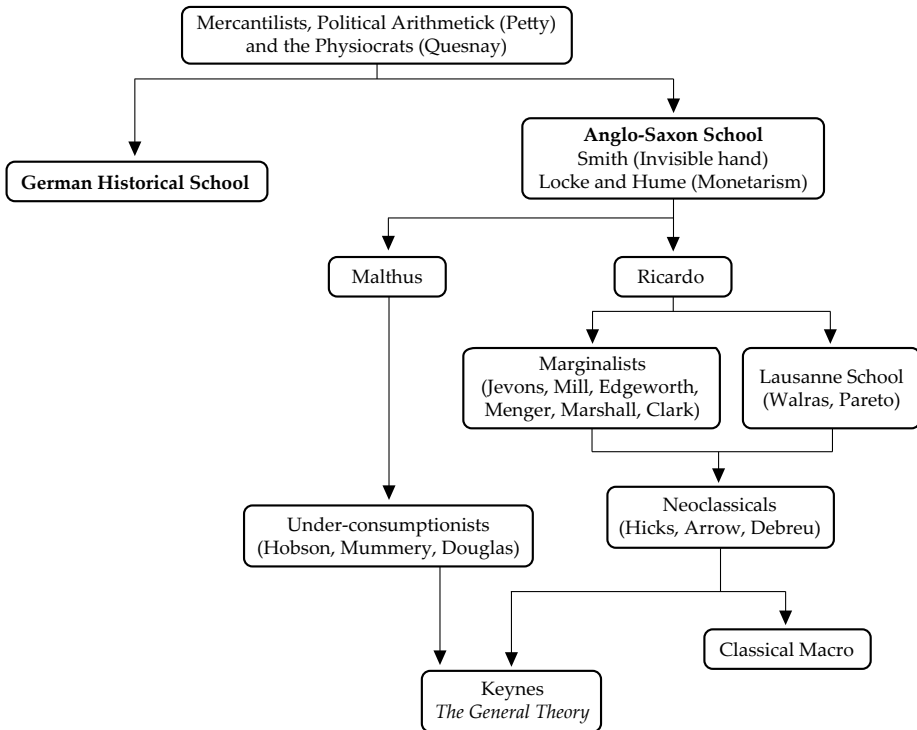 Mercantilists, Political Arithmetick (Petty)
and the Physiocrats (Quesnay)
German Historical School
Anglo-Saxon School
Smith (Invisible hand)
Locke and Hume (Monetarism)
Malthus
Ricardo
Marginalists
(Jevons, Mill, Edgeworth,
Menger, Marshall, Clark)
Lausanne School
(Walras, Pareto)
Under-consumptionists
(Hobson, Mummery, Douglas)
Neoclassicals
(Hicks, Arrow, Debreu)
Classical Macro
Keynes
The General Theory